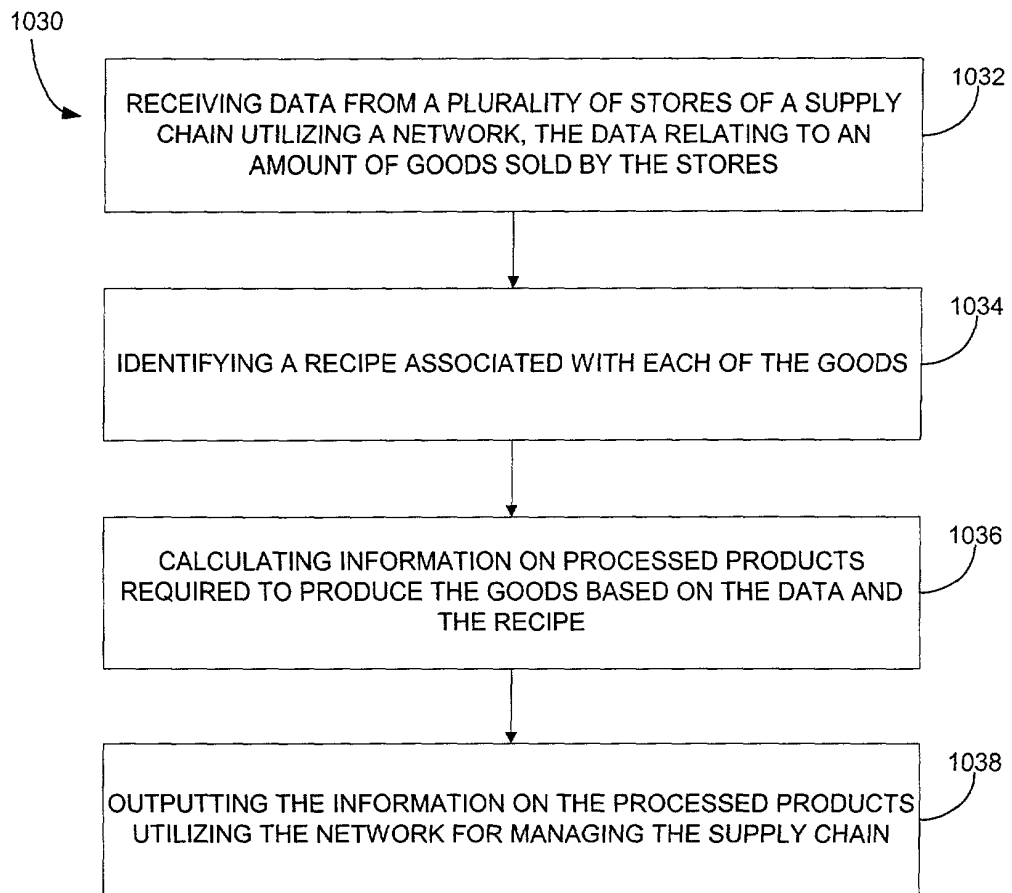 1030
1032
RECEIVING DATA FROM A PLURALITY OF STORES OF A SUPPLY
CHAIN UTILIZING A NETWORK, THE DATA RELATING TO AN
AMOUNT OF GOODS SOLD BY THE STORES
1034
IDENTIFYING A RECIPE ASSOCIATED WITH EACH OF THE GOODS
1036
CALCULATING INFORMATION ON PROCESSED PRODUCTS
REQUIRED TO PRODUCE THE GOODS BASED ON THE DATA AND
THE RECIPE
1038
OUTPUTTING THE INFORMATION ON THE PROCESSED PRODUCTS
UTILIZING THE NETWORK FOR MANAGING THE SUPPLY CHAIN